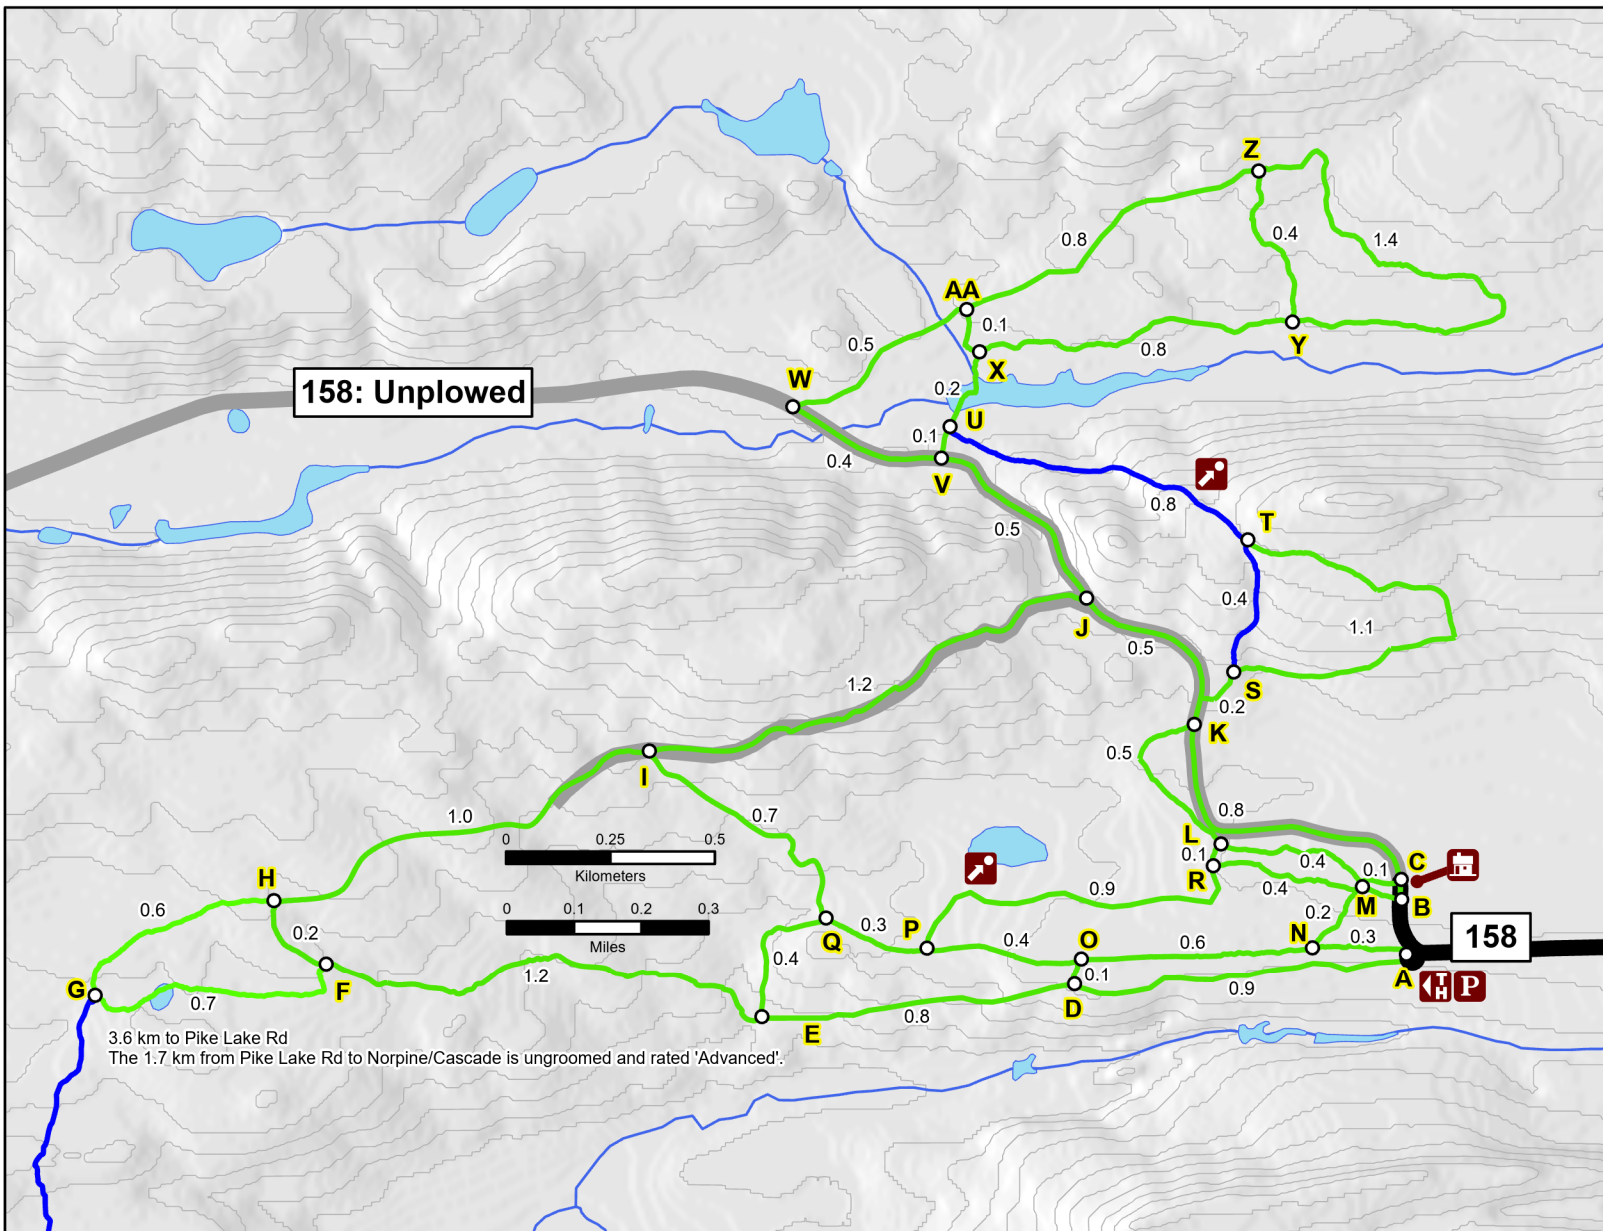 Z
0.8
0.4
1.4
AA
0.1
0.5
0.8
Y
X
W
158: Unplowed
0.2
U
0.1
0.4
V
0.8
0.5
T
0.4
1.1
J
0.5
1.2
S
0.2
K
0.5
I
0.7
1.0
0.8
0 0.25 0.5
Kilometers
L
0.1
0.4
0.1
C
R
0.4
M
B
H
0.6
0.9
0 0.1 0.2 0.3
Miles
0.2
0.2
Q
0.3
P
0.4
O
0.6
N
0.3
158
0.4
0.1
A
T
H
P
G
0.7
F
1.2
D
0.9
E
0.8
3.6 km to Pike Lake Rd
The 1.7 km from Pike Lake Rd to Norpine/Cascade is ungroomed and rated 'Advanced'.